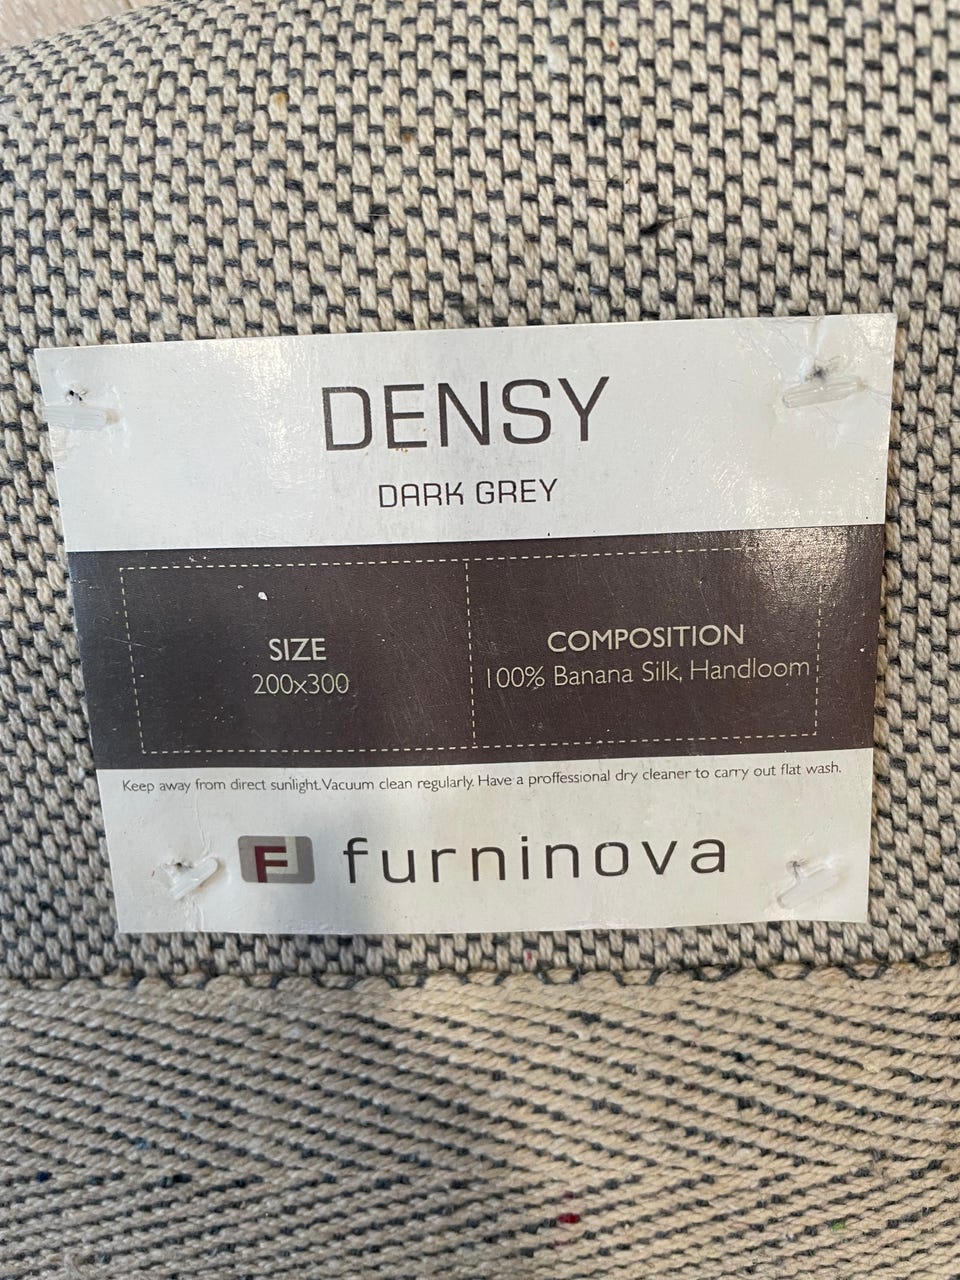 DENSY
DARK GREY
SIZE
200x300
COMPOSITION
100% Banana Silk, Handloom
Keep away from direct sunlight. Vacuum clean regularly. Have a proffessional dry cleaner to carry out flat wash.
furninova